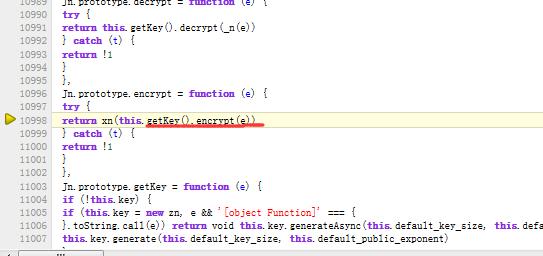 10989 Jn.prototype.decrypt = function (e) {
10990 try {
10991 return this.getKey().decrypt(_n(e))
10992 } catch (t) {
10993 return !1
10994 }
10995 },
10996 Jn.prototype.encrypt = function (e) {
10997 try {
10998 return xn(this.getKey().encrypt(e))
10999 } catch (t) {
11000 return !1
11001 }
11002 },
11003 Jn.prototype.getKey = function (e) {
11004 if (!this.key) {
11005 if (this.key = new zn, e && '[object Function]' === {
11006 }.toString.call(e)) return void this.key.generateAsync(this.default_key_size, this.defa
11007 this.key.generate(this.default_key_size, this.default_public_exponent)